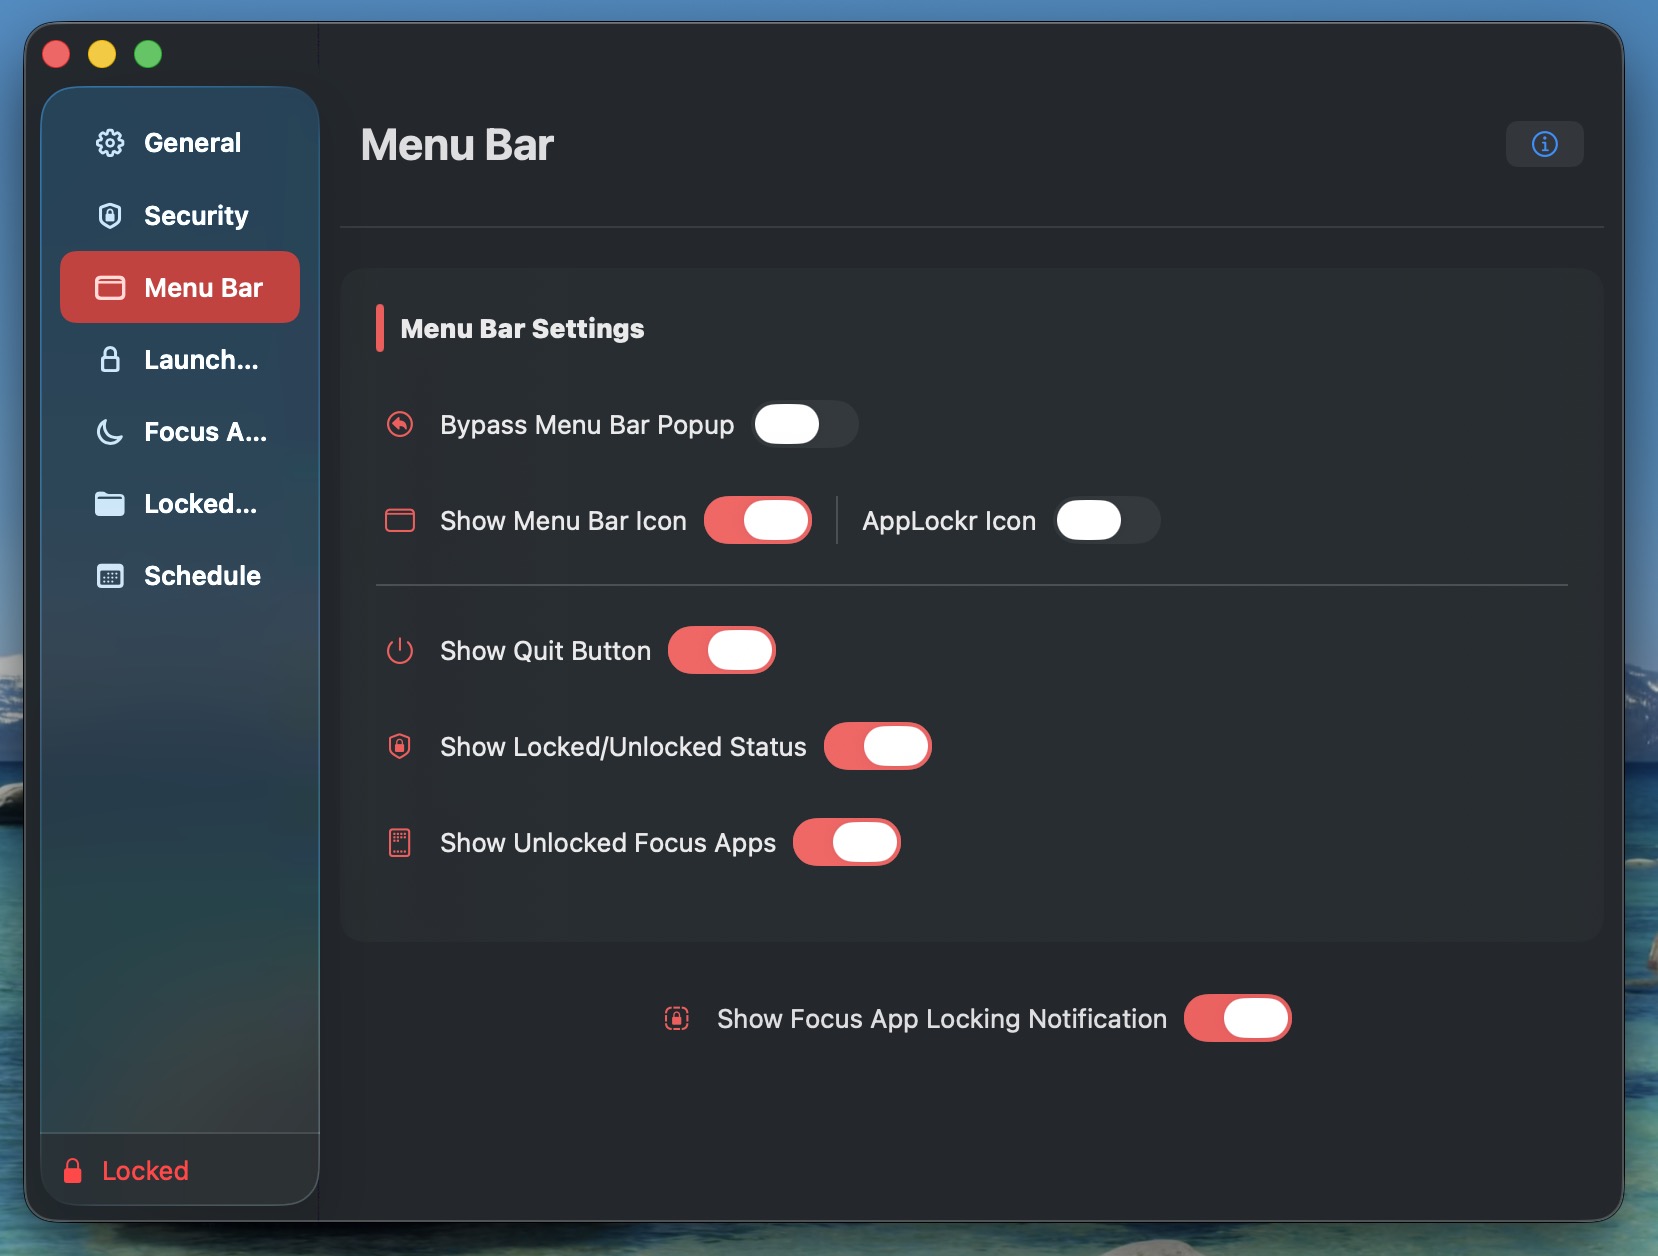 General
Security
Menu Bar
Launch...
Focus A...
Locked...
Schedule
Locked
Menu Bar
Menu Bar Settings
Bypass Menu Bar Popup
Show Menu Bar Icon
AppLockr Icon
Show Quit Button
Show Locked/Unlocked Status
Show Unlocked Focus Apps
Show Focus App Locking Notification